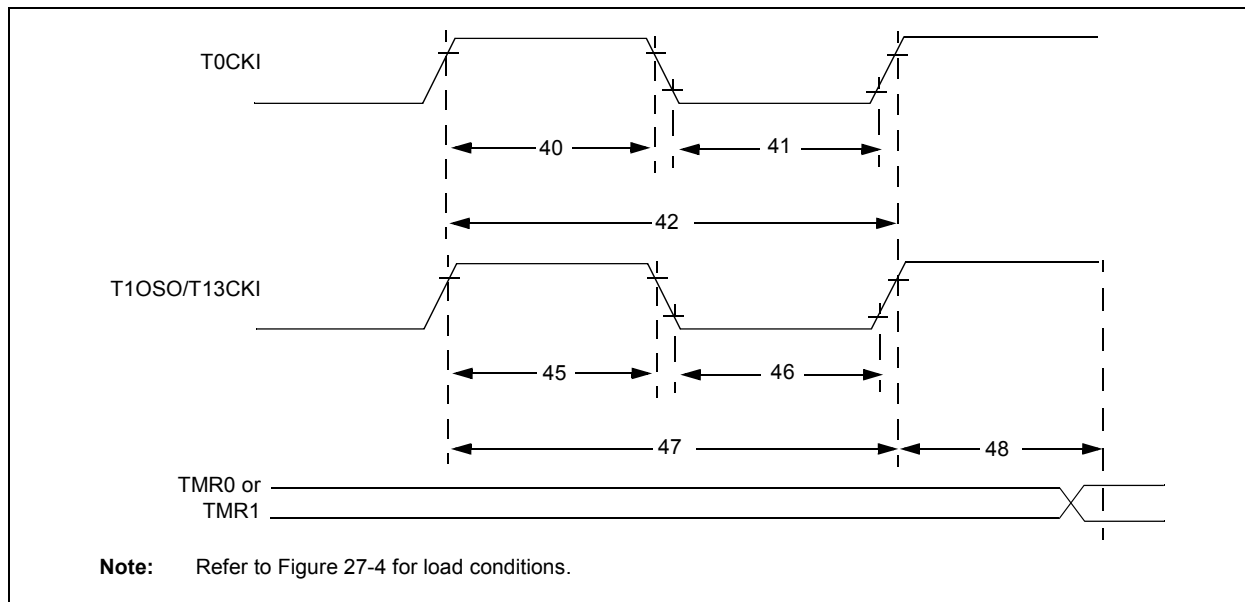 T0CKI
40
41
42
T1OSO/T13CKI
45
46
47
48
TMR0 or
TMR1
Note: Refer to Figure 27-4 for load conditions.